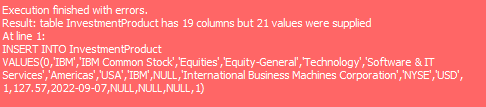 Execution finished with errors.
Result: table InvestmentProduct has 19 columns but 21 values were supplied
At line 1:
INSERT INTO InvestmentProduct
VALUES(0,'IBM','IBM Common Stock','Equities','Equity-General','Technology','Software & IT
Services','Americas','USA','IBM',NULL,'International Business Machines Corporation','NYSE','USD',
1,127.57,2022-09-07,NULL,NULL,NULL,1)